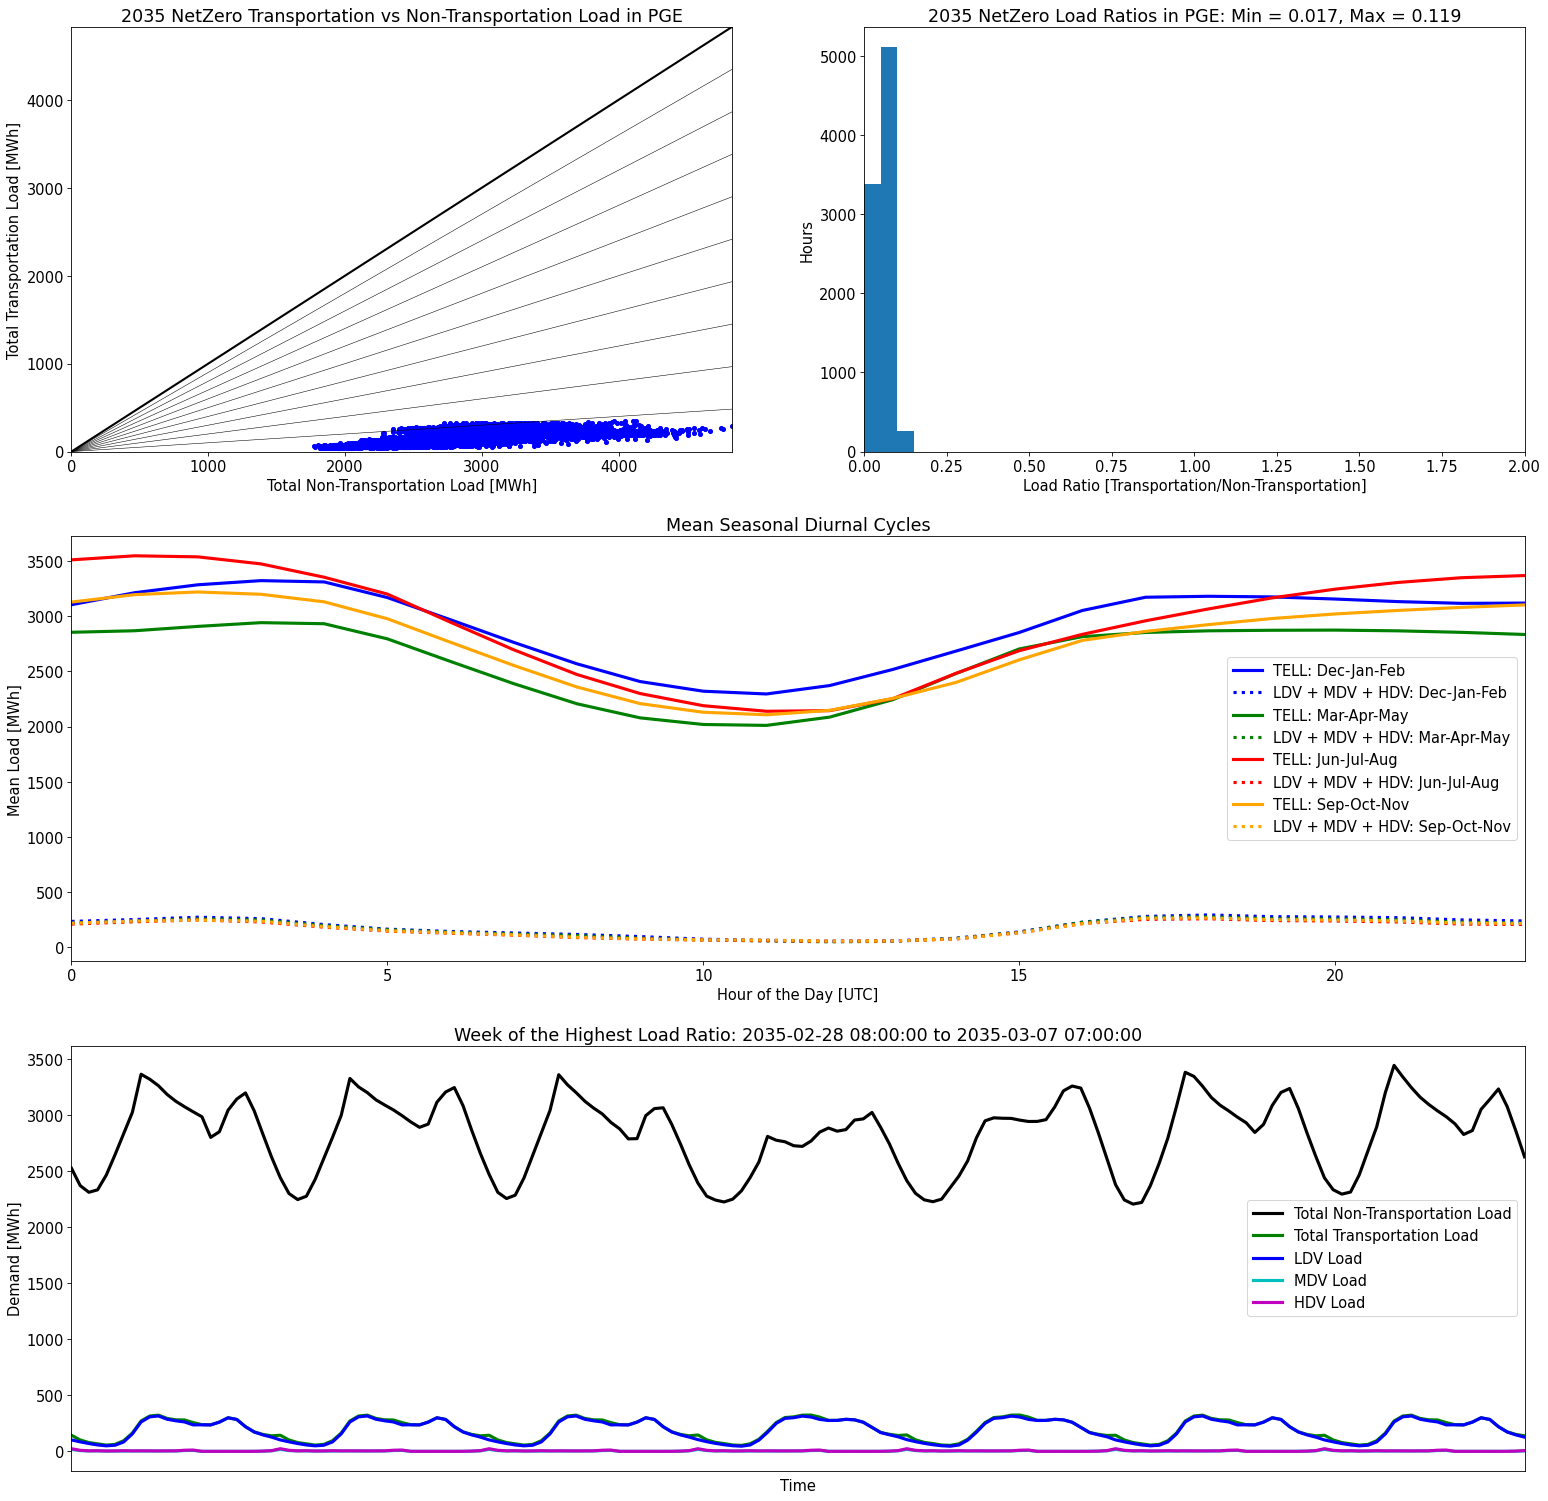 2035 NetZero Transportation vs Non-Transportation Load in PGE
Total Transportation Load [MWh]
4000
3000
2000
1000
0
0 1000 2000 3000 4000
Total Non-Transportation Load [MWh]
2035 NetZero Load Ratios in PGE: Min = 0.017, Max = 0.119
Hours
5000
4000
3000
2000
1000
0
0.00 0.25 0.50 0.75 1.00 1.25 1.50 1.75 2.00
Load Ratio [Transportation/Non-Transportation]
Mean Seasonal Diurnal Cycles
Mean Load [MWh]
3500
3000
2500
2000
1500
1000
500
0
TELL: Dec-Jan-Feb
LDV + MDV + HDV: Dec-Jan-Feb
TELL: Mar-Apr-May
LDV + MDV + HDV: Mar-Apr-May
TELL: Jun-Jul-Aug
LDV + MDV + HDV: Jun-Jul-Aug
TELL: Sep-Oct-Nov
LDV + MDV + HDV: Sep-Oct-Nov
0 5 10 15 20
Hour of the Day [UTC]
Week of the Highest Load Ratio: 2035-02-28 08:00:00 to 2035-03-07 07:00:00
Demand [MWh]
3500
3000
2500
2000
1500
1000
500
0
Total Non-Transportation Load
Total Transportation Load
LDV Load
MDV Load
HDV Load
Time